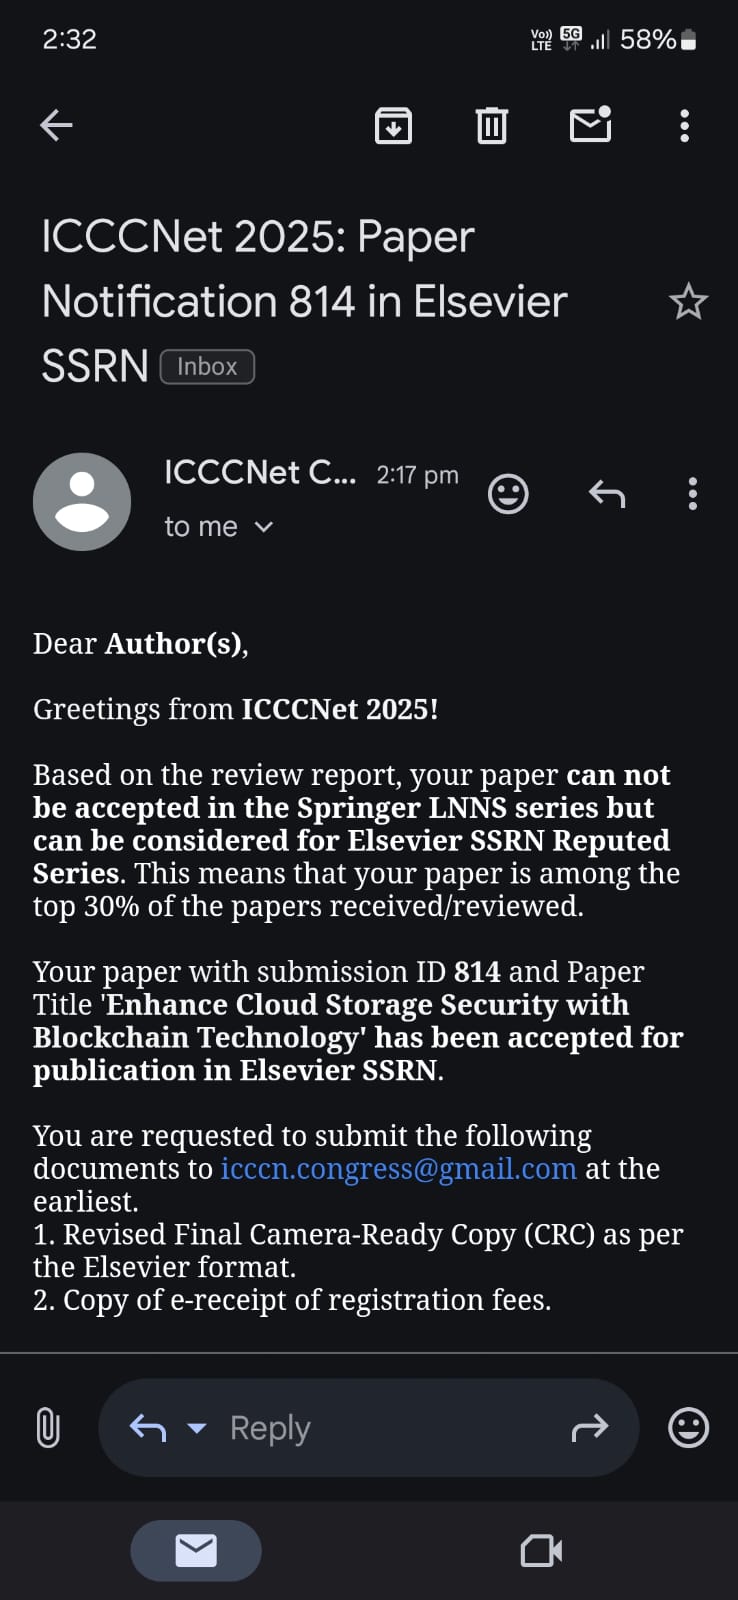 2:32 Vo)) LTE 5G 58%
ICCCNet 2025: Paper
Notification 814 in Elsevier
SSRN Inbox
ICCCNet C... 2:17 pm
to me
Dear Author(s),
Greetings from ICCCNet 2025!
Based on the review report, your paper can not
be accepted in the Springer LNNS series but
can be considered for Elsevier SSRN Reputed
Series. This means that your paper is among the
top 30% of the papers received/reviewed.
Your paper with submission ID 814 and Paper
Title 'Enhance Cloud Storage Security with
Blockchain Technology' has been accepted for
publication in Elsevier SSRN.
You are requested to submit the following
documents to icccn.congress@gmail.com at the
earliest.
1. Revised Final Camera-Ready Copy (CRC) as per
the Elsevier format.
2. Copy of e-receipt of registration fees.
Reply